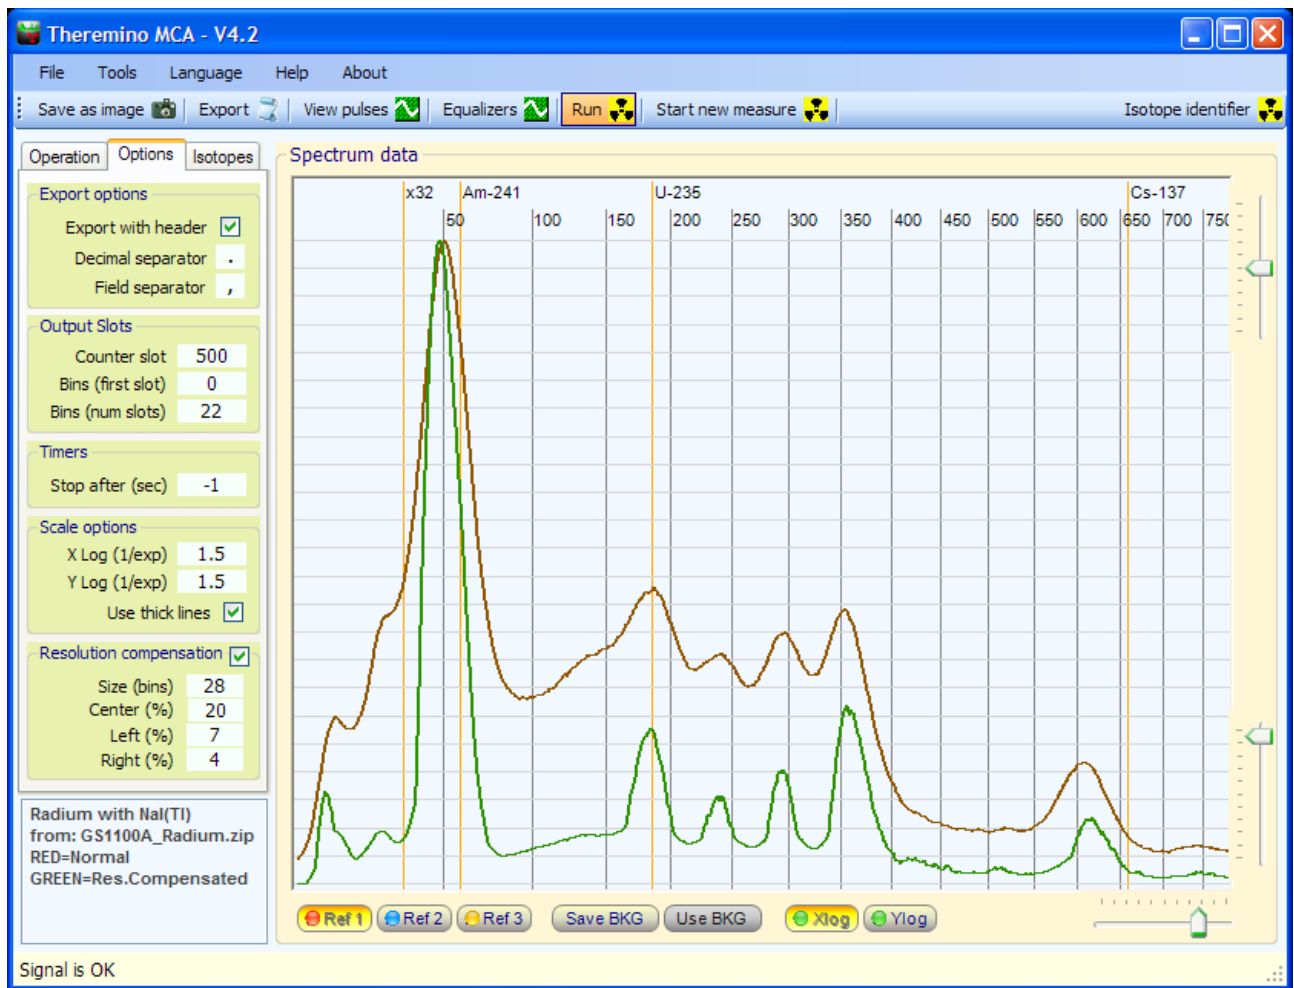 Theremino MCA - V4.2
File Tools Language Help About
Save as image Export View pulses Equalizers Run Start new measure Isotope identifier
Operation Options Isotopes
Export options
Export with header
Decimal separator .
Field separator ,
Output Slots
Counter slot 500
Bins (first slot) 0
Bins (num slots) 22
Timers
Stop after (sec) -1
Scale options
X Log (1/exp) 1.5
Y Log (1/exp) 1.5
Use thick lines
Resolution compensation
Size (bins) 28
Center (%) 20
Left (%) 7
Right (%) 4
Radium with NaI(Tl)
from: GS1100A_Radium.zip
RED=Normal
GREEN=Res.Compensated
Spectrum data
x32 Am-241 U-235 Cs-137
50 100 150 200 250 300 350 400 450 500 550 600 650 700 750
Ref 1 Ref 2 Ref 3 Save BKG Use BKG Xlog Ylog
Signal is OK